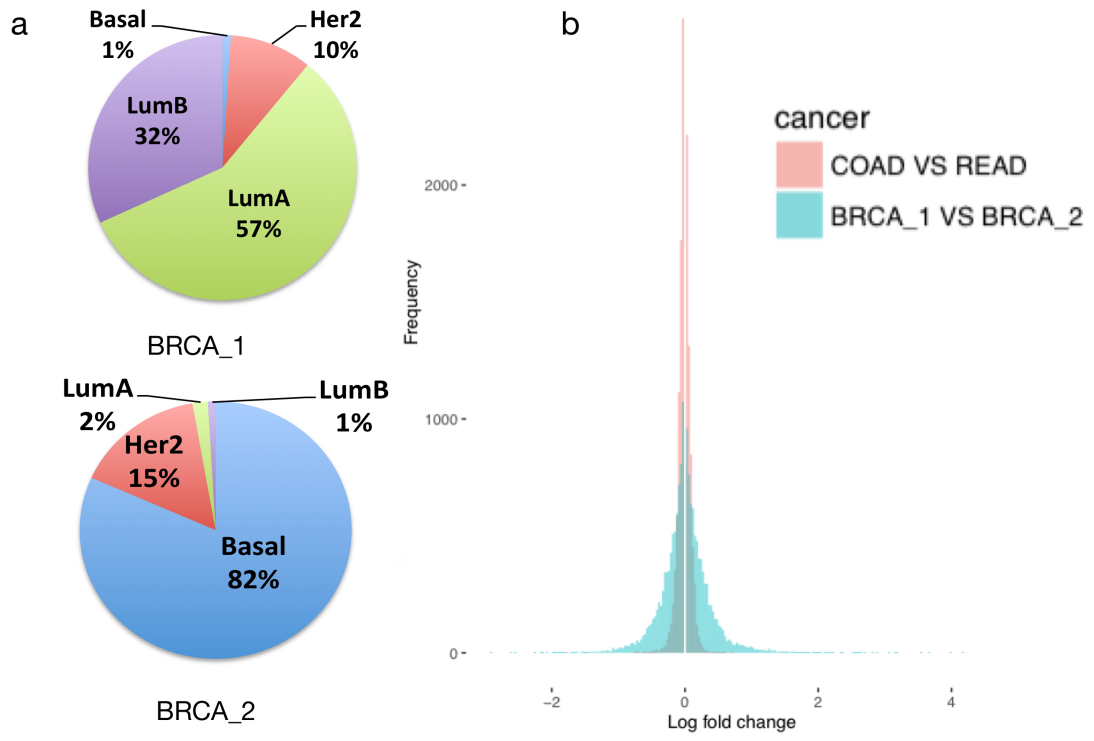 a
Basal
1%
Her2
10%
LumB
32%
LumA
57%
BRCA_1
LumA
2%
LumB
1%
Her2
15%
Basal
82%
BRCA_2
b
cancer
COAD VS READ
BRCA_1 VS BRCA_2
Frequency
2000
1000
0
−2
0
2
4
Log fold change